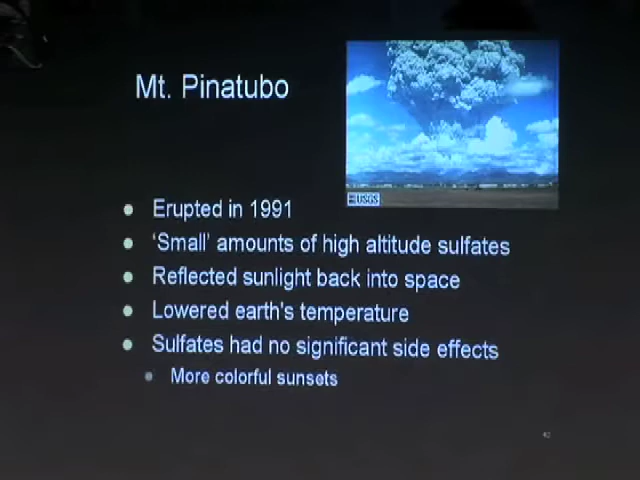 Mt. Pinatubo
USGS
Erupted in 1991
‘Small’ amounts of high altitude sulfates
Reflected sunlight back into space
Lowered earth's temperature
Sulfates had no significant side effects
More colorful sunsets